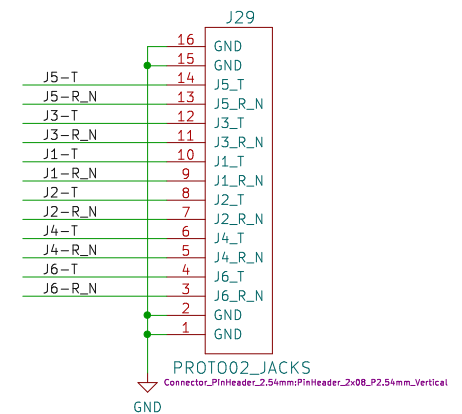 J29
16 GND
15 GND
J5-T 14 J5_T
J5-R_N 13 J5_R_N
J3-T 12 J3_T
J3-R_N 11 J3_R_N
J1-T 10 J1_T
J1-R_N 9 J1_R_N
J2-T 8 J2_T
J2-R_N 7 J2_R_N
J4-T 6 J4_T
J4-R_N 5 J4_R_N
J6-T 4 J6_T
J6-R_N 3 J6_R_N
2 GND
1 GND
PROTO02_JACKS
Connector_PinHeader_2.54mm:PinHeader_2x08_P2.54mm_Vertical
GND